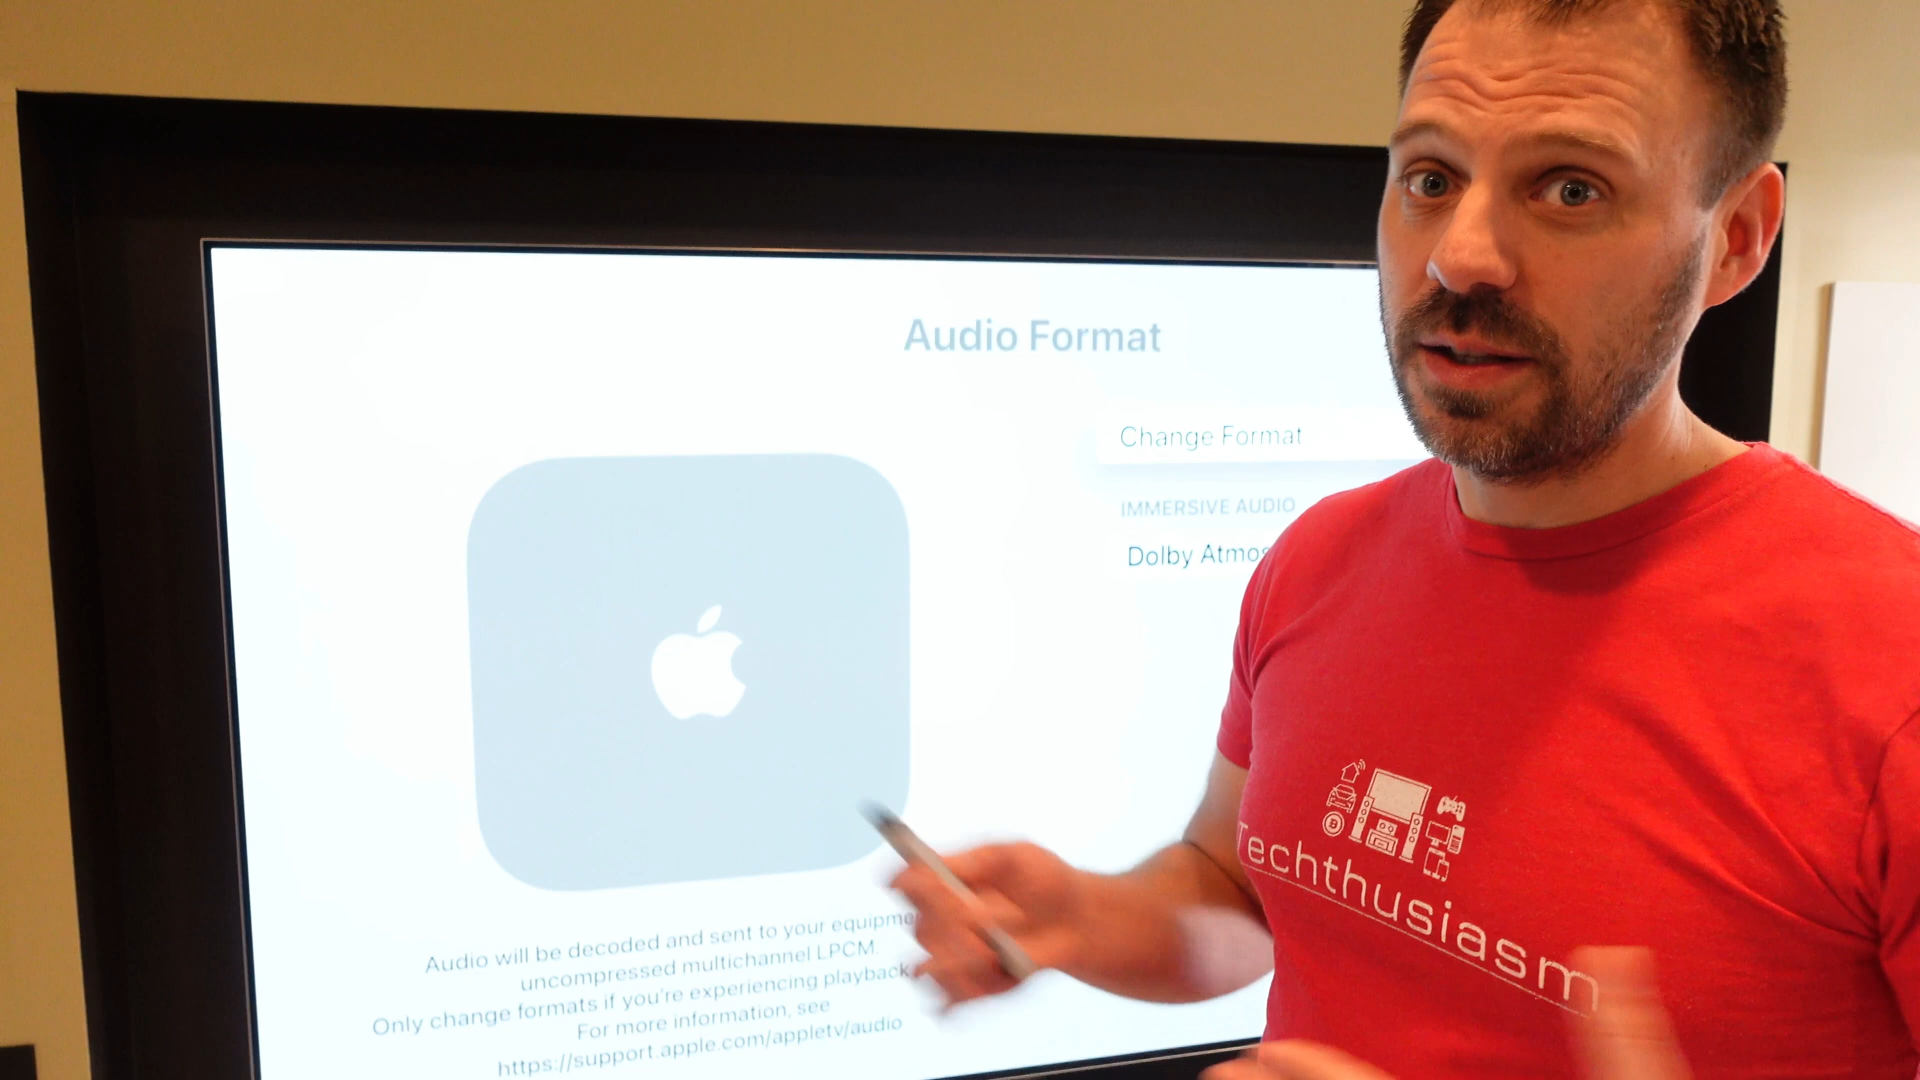 Audio Format
Change Format
IMMERSIVE AUDIO
Dolby Atmos
Audio will be decoded and sent to your
uncompressed multichannel LPCM.
Only change formats if you're experiencing playback
For more information, see
https://support.apple.com/appletv/audio
Techthusiasm